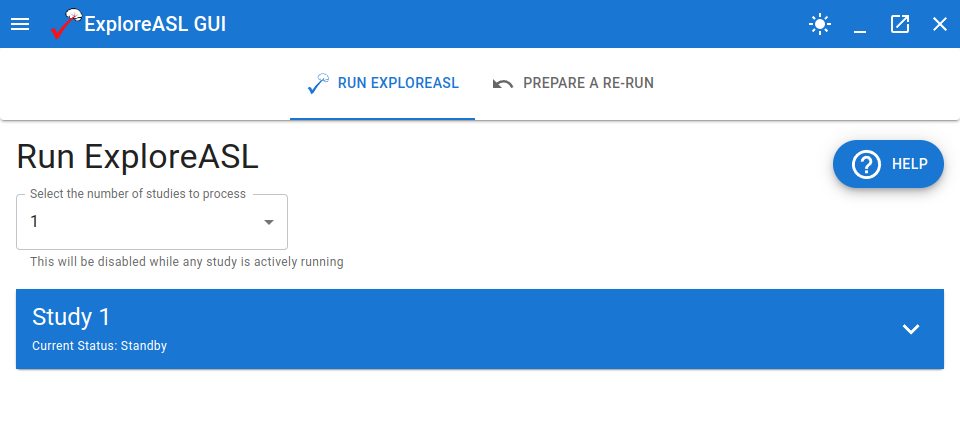 ExploreASL GUI
RUN EXPLOREASL
PREPARE A RE-RUN
Run ExploreASL
HELP
Select the number of studies to process
1
This will be disabled while any study is actively running
Study 1
Current Status: Standby